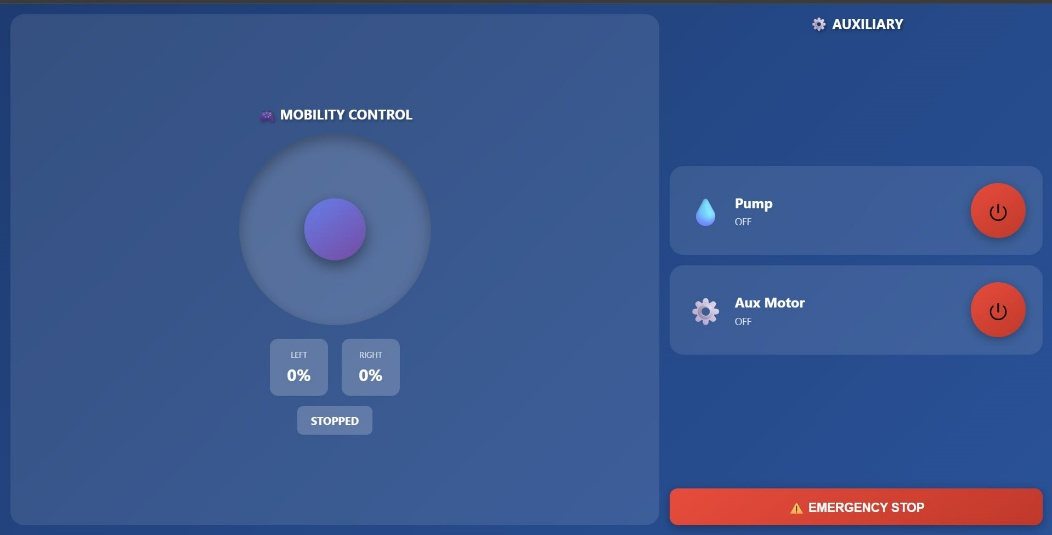 MOBILITY CONTROL
LEFT
0%
RIGHT
0%
STOPPED
AUXILIARY
Pump
OFF
Aux Motor
OFF
EMERGENCY STOP